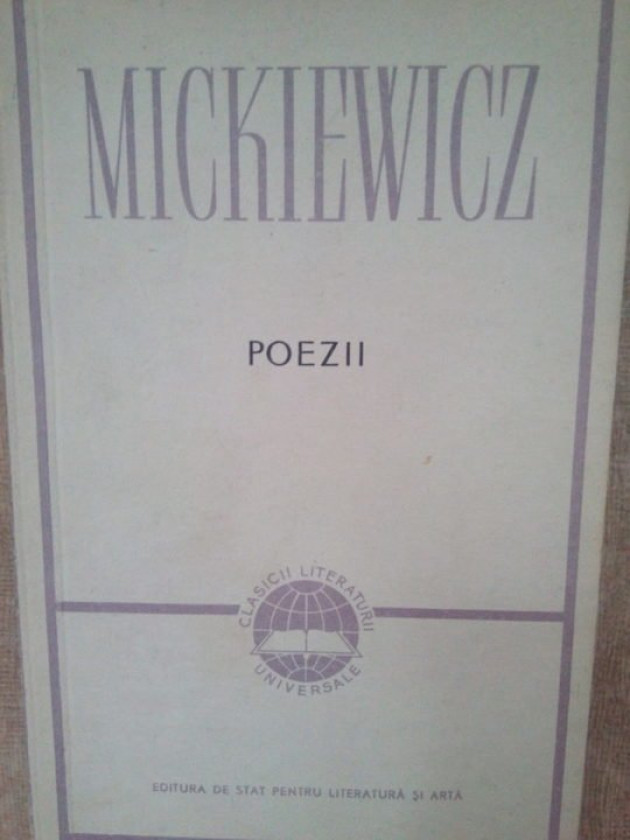 MICKIEWICZ
POEZII
CLASICII LITERATURII
UNIVERSALE
EDITURA DE STAT PENTRU LITERATURĂ ȘI ARTĂ